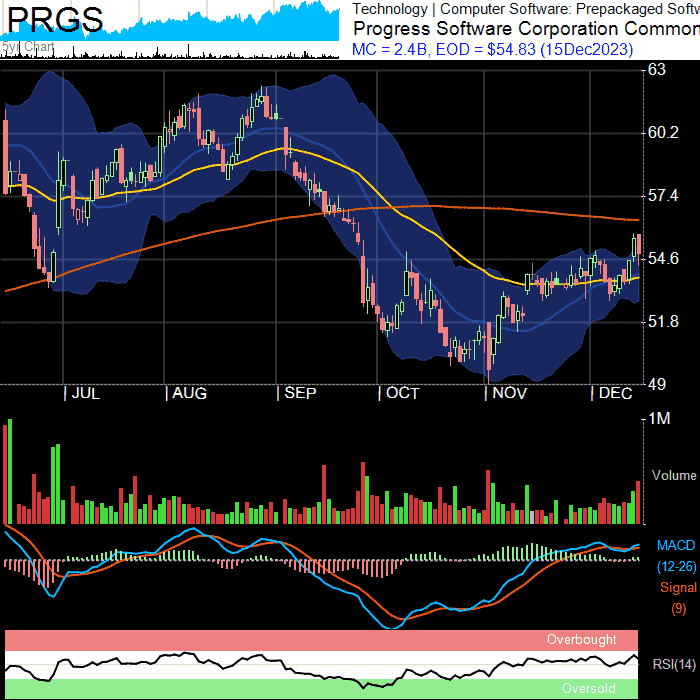 PRGS
5yr Chart
Technology | Computer Software: Prepackaged Softw
Progress Software Corporation Common
MC = 2.4B, EOD = $54.83 (15Dec2023)
63
60.2
57.4
54.6
51.8
49
| JUL | AUG | SEP | OCT | NOV | DEC
1M
Volume
MACD
(12-26)
Signal
(9)
Overbought
RSI(14)
Oversold